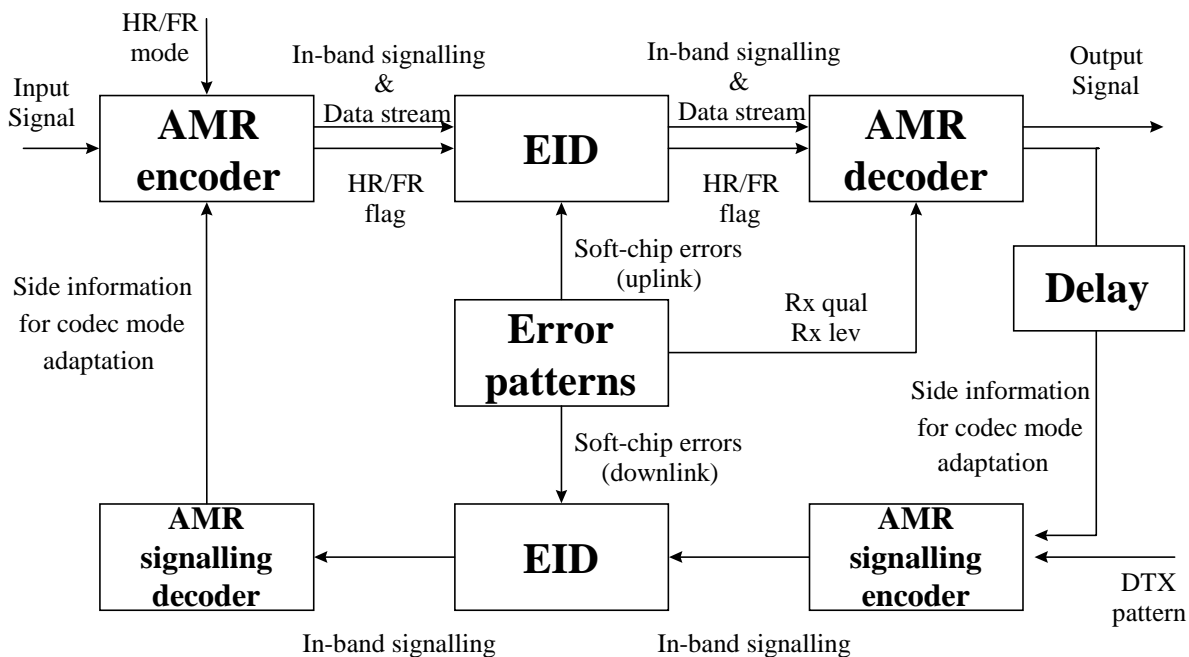 HR/FR
mode
Input
Signal
AMR
encoder
In-band signalling
&
Data stream
HR/FR
flag
EID
In-band signalling
&
Data stream
HR/FR
flag
AMR
decoder
Output
Signal
Soft-chip errors
(uplink)
Side information
for codec mode
adaptation
Error
patterns
Rx qual
Rx lev
Delay
Side information
for codec mode
adaptation
Soft-chip errors
(downlink)
AMR
signalling
decoder
EID
AMR
signalling
encoder
DTX
pattern
In-band signalling
In-band signalling